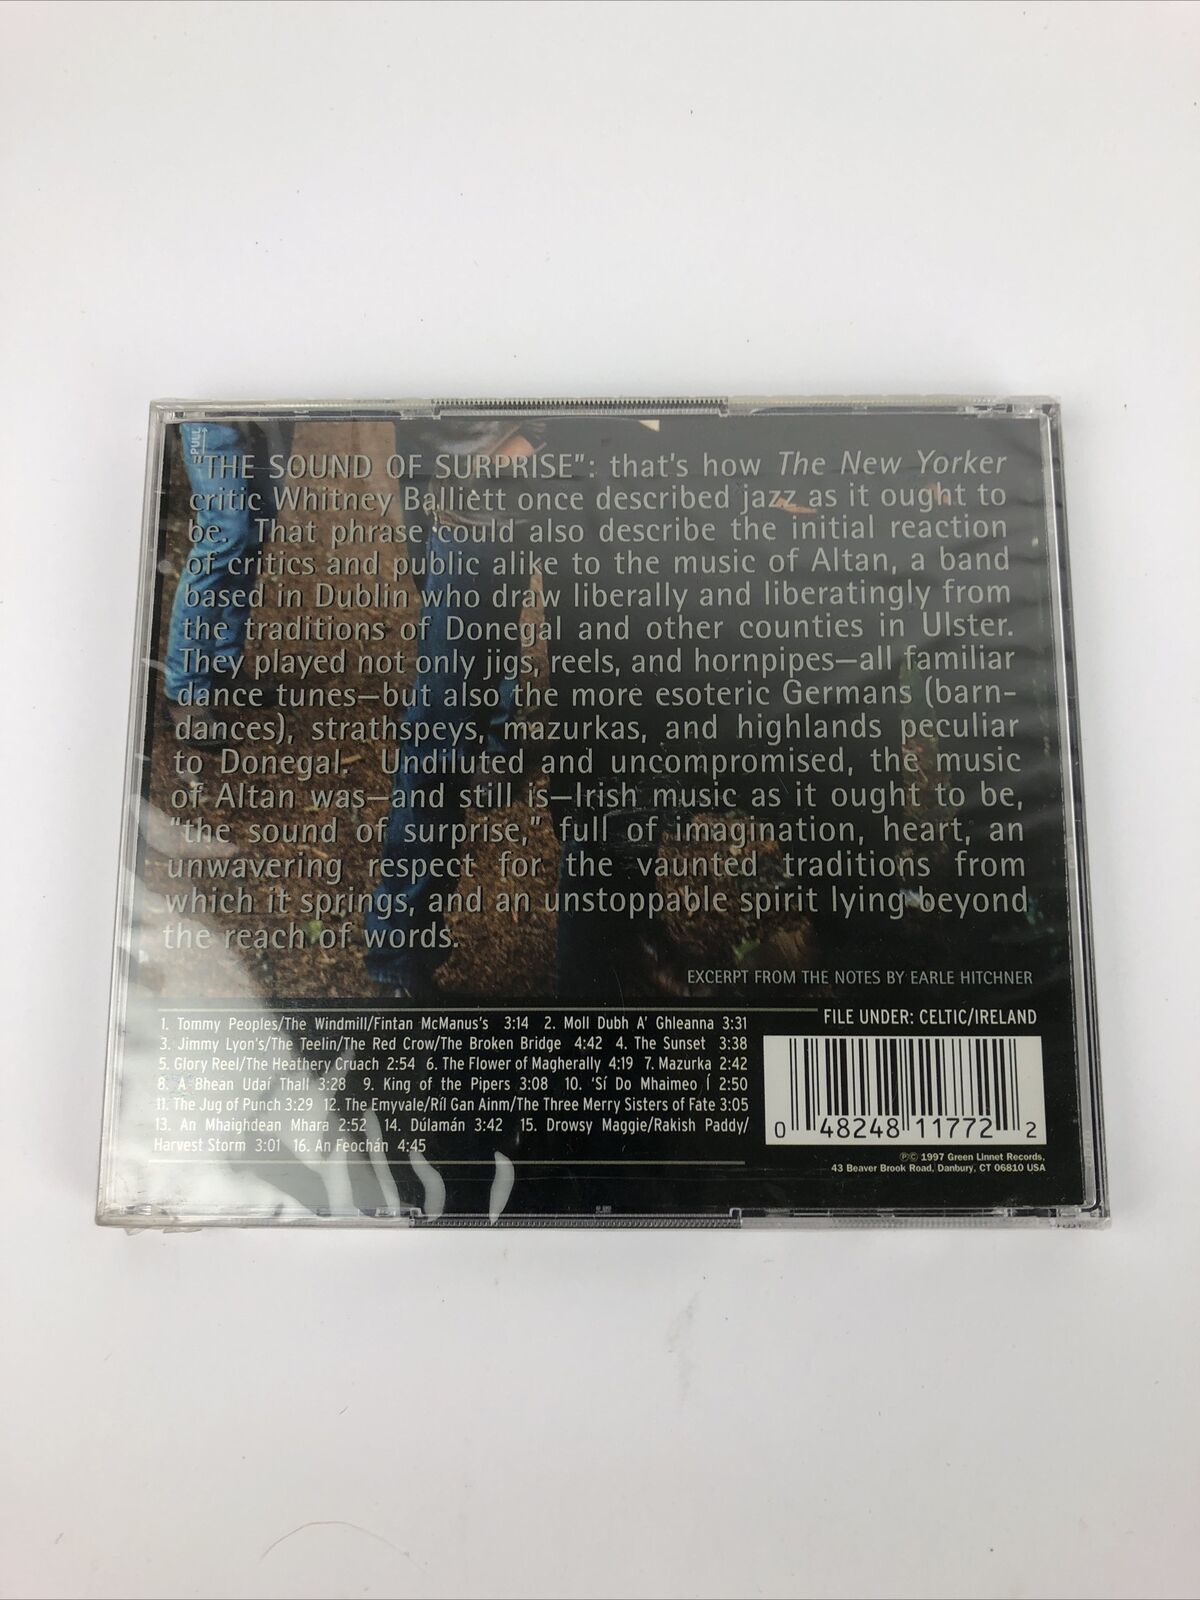 PULL
"THE SOUND OF SURPRISE": that's how The New Yorker
critic Whitney Balliett once described jazz as it ought to
be. That phrase could also describe the initial reaction
of critics and public alike to the music of Altan, a band
based in Dublin who draw liberally and liberatingly from
the traditions of Donegal and other counties in Ulster.
They played not only jigs, reels, and hornpipes—all familiar
dance tunes—but also the more esoteric Germans (barn-
dances), strathspeys, mazurkas, and highlands peculiar
to Donegal. Undiluted and uncompromised, the music
of Altan was—and still is—Irish music as it ought to be,
"the sound of surprise," full of imagination, heart, an
unwavering respect for the vaunted traditions from
which it springs, and an unstoppable spirit lying beyond
the reach of words.
EXCERPT FROM THE NOTES BY EARLE HITCHNER
1. Tommy Peoples/The Windmill/Fintan McManus's 3:14 2. Moll Dubh A' Ghleanna 3:31
3. Jimmy Lyon's/The Teelin/The Red Crow/The Broken Bridge 4:42 4. The Sunset 3:38
5. Glory Reel/The Heathery Cruach 2:54 6. The Flower of Magherally 4:19 7. Mazurka 2:42
8. A Bhean Udaí Thall 3:28 9. King of the Pipers 3:08 10. 'Sí Do Mhaimeo Í 2:50
11. The Jug of Punch 3:29 12. The Emyvale/Ríl Gan Ainm/The Three Merry Sisters of Fate 3:05
13. An Mhaighdean Mhara 2:52 14. Dúlamán 3:42 15. Drowsy Maggie/Rakish Paddy/
Harvest Storm 3:01 16. An Feochán 4:45
FILE UNDER: CELTIC/IRELAND
0 48248 11772 2
℗© 1997 Green Linnet Records,
43 Beaver Brook Road, Danbury, CT 06810 USA